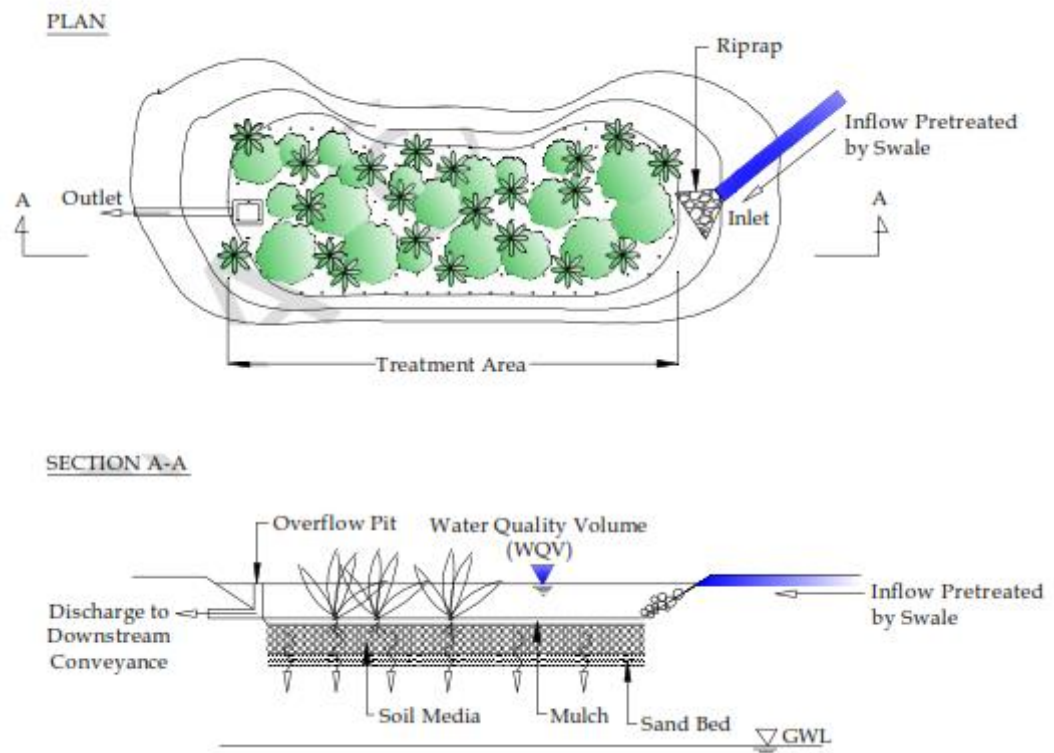 PLAN
Riprap
Inflow Pretreated
by Swale
A
Outlet
Inlet
A
Treatment Area
SECTION A-A
Overflow Pit
Water Quality Volume
(WQV)
Discharge to
Downstream
Conveyance
Inflow Pretreated
by Swale
Soil Media
Mulch
Sand Bed
GWL